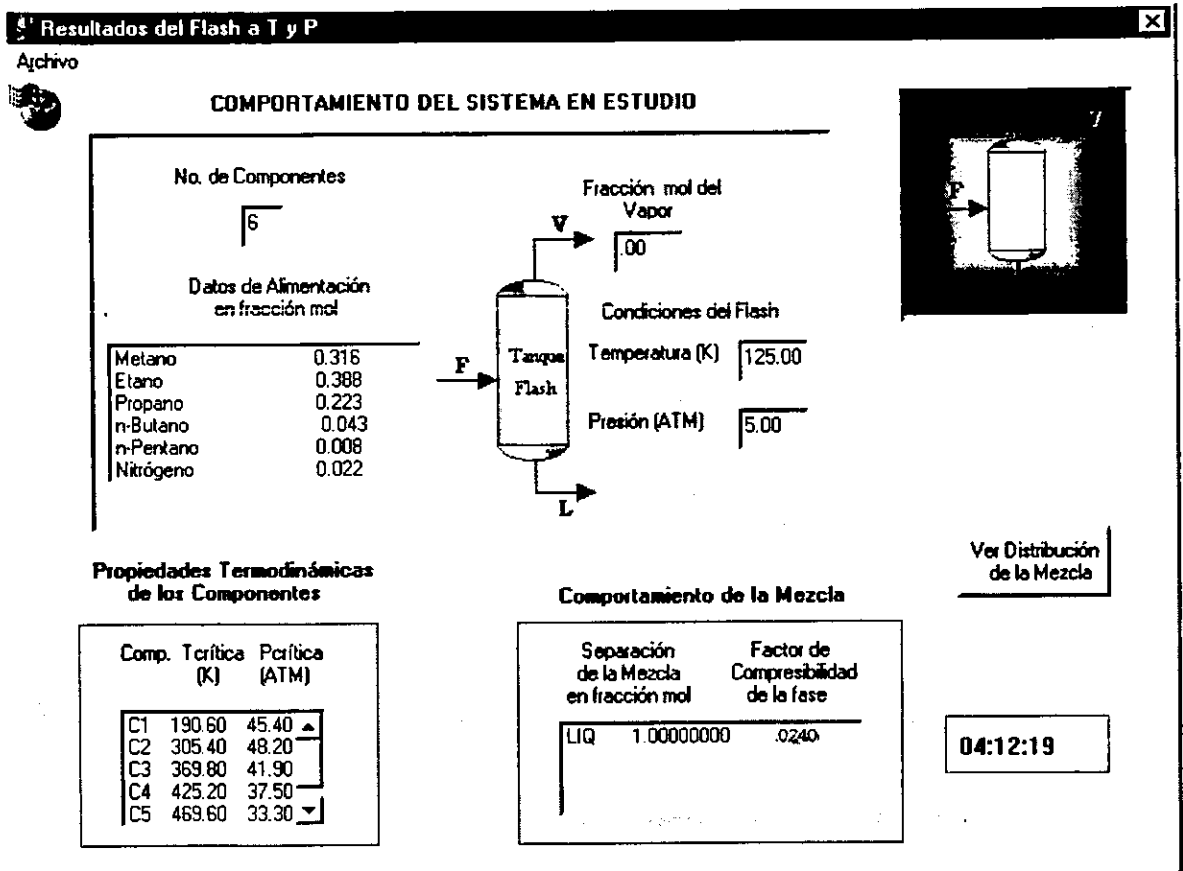 Resultados del Flash a T y P
Archivo
COMPORTAMIENTO DEL SISTEMA EN ESTUDIO
No. de Componentes
6
Datos de Alimentación
en fracción mol
Metano 0.316
Etano 0.388
Propano 0.223
n-Butano 0.043
n-Pentano 0.008
Nitrógeno 0.022
F
V
Tanque
Flash
L
Fracción mol del
Vapor
.00
Condiciones del Flash
Temperatura (K) 125.00
Presión (ATM) 5.00
F
Ver Distribución
de la Mezcla
Propiedades Termodinámicas
de los Componentes
Comp. Tcrítica Pcrítica
(K) (ATM)
C1 190.60 45.40
C2 305.40 48.20
C3 369.80 41.90
C4 425.20 37.50
C5 469.60 33.30
Comportamiento de la Mezcla
Separación
de la Mezcla
en fracción mol
Factor de
Compresibilidad
de la fase
LIQ 1.00000000 .0240
04:12:19